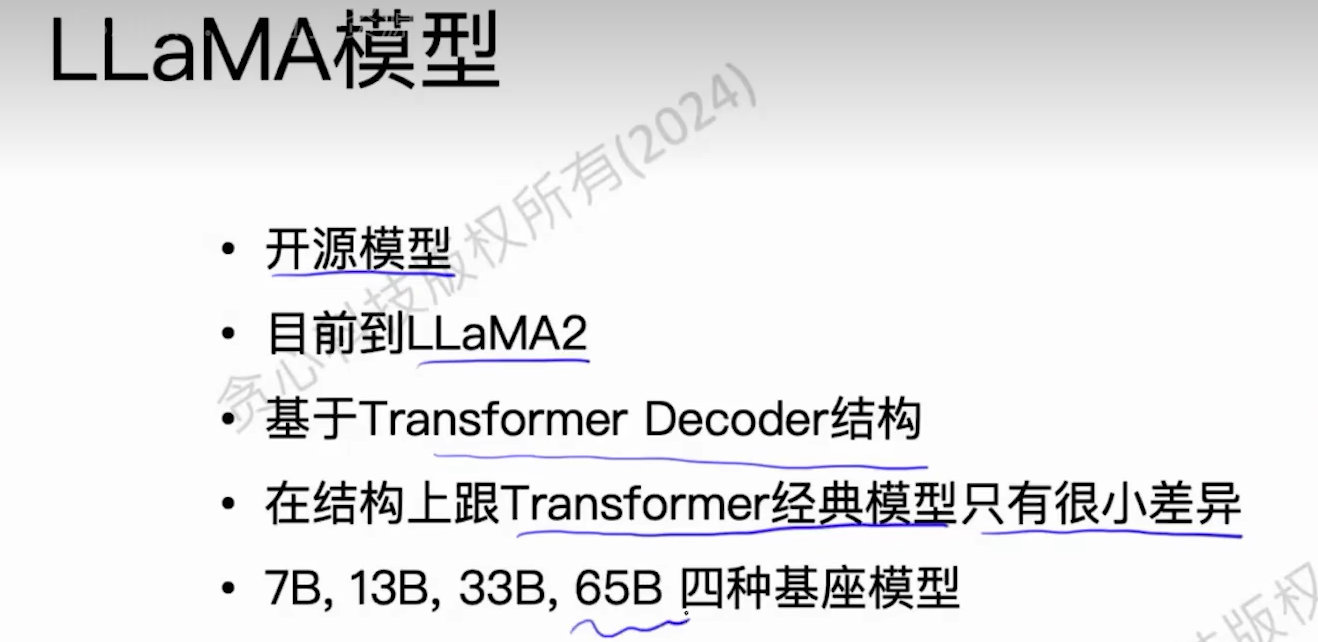 LLaMA模型
贪心科技版权所有(2024)
• 开源模型
• 目前到LLaMA2
• 基于Transformer Decoder结构
• 在结构上跟Transformer经典模型只有很小差异
• 7B, 13B, 33B, 65B 四种基座模型
技版权